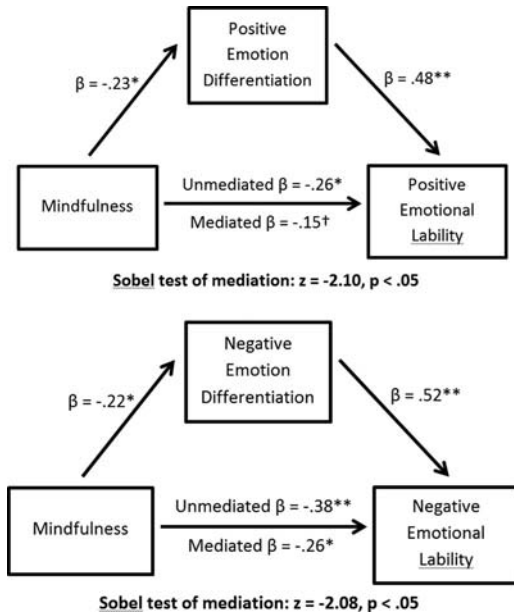 Positive
Emotion
Differentiation
β = -.23*
β = .48**
Mindfulness
Unmediated β = -.26*
Mediated β = -.15†
Positive
Emotional
Lability
Sobel test of mediation: z = -2.10, p < .05
Negative
Emotion
Differentiation
β = -.22*
β = .52**
Mindfulness
Unmediated β = -.38**
Mediated β = -.26*
Negative
Emotional
Lability
Sobel test of mediation: z = -2.08, p < .05